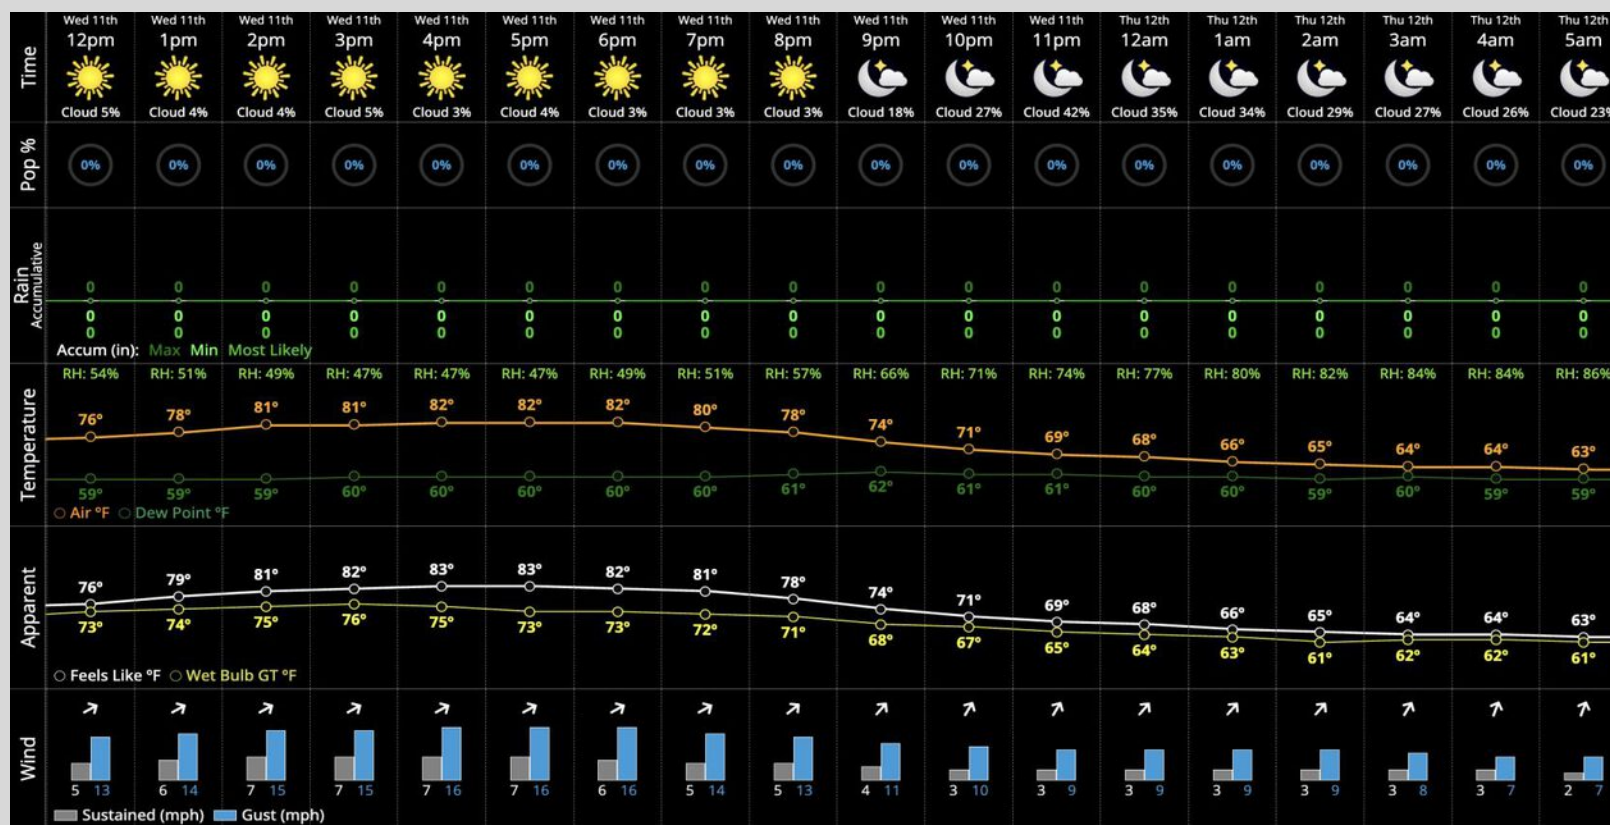 Wed 11th Wed 11th Wed 11th Wed 11th Wed 11th Wed 11th Wed 11th Wed 11th Wed 11th Wed 11th Wed 11th Wed 11th Thu 12th Thu 12th Thu 12th Thu 12th Thu 12th Thu 12th
12pm 1pm 2pm 3pm 4pm 5pm 6pm 7pm 8pm 9pm 10pm 11pm 12am 1am 2am 3am 4am 5am
Time
Cloud 5% Cloud 4% Cloud 4% Cloud 5% Cloud 3% Cloud 4% Cloud 3% Cloud 3% Cloud 3% Cloud 18% Cloud 27% Cloud 42% Cloud 35% Cloud 34% Cloud 29% Cloud 27% Cloud 26% Cloud 23%
Pop %
0% 0% 0% 0% 0% 0% 0% 0% 0% 0% 0% 0% 0% 0% 0% 0% 0% 0%
Rain
Accumulative
0 0 0 0 0 0 0 0 0 0 0 0 0 0 0 0 0 0
0 0 0 0 0 0 0 0 0 0 0 0 0 0 0 0 0 0
0 0 0 0 0 0 0 0 0 0 0 0 0 0 0 0 0 0
Accum (in): Max Min Most Likely
RH: 54% RH: 51% RH: 49% RH: 47% RH: 47% RH: 47% RH: 49% RH: 51% RH: 57% RH: 66% RH: 71% RH: 74% RH: 77% RH: 80% RH: 82% RH: 84% RH: 84% RH: 86%
Temperature
76° 78° 81° 81° 82° 82° 82° 80° 78° 74° 71° 69° 68° 66° 65° 64° 64° 63°
59° 59° 59° 60° 60° 60° 60° 60° 61° 62° 61° 61° 60° 60° 59° 60° 59° 59°
Air °F Dew Point °F
Apparent
76° 79° 81° 82° 83° 83° 82° 81° 78° 74° 71° 69° 68° 66° 65° 64° 64° 63°
73° 74° 75° 76° 75° 73° 73° 72° 71° 68° 67° 65° 64° 63° 61° 62° 62° 61°
Feels Like °F Wet Bulb GT °F
Wind
5 13 6 14 7 15 7 15 7 16 7 16 6 16 5 14 5 13 4 11 3 10 3 9 3 9 3 9 3 9 3 8 3 7 2 7
Sustained (mph) Gust (mph)